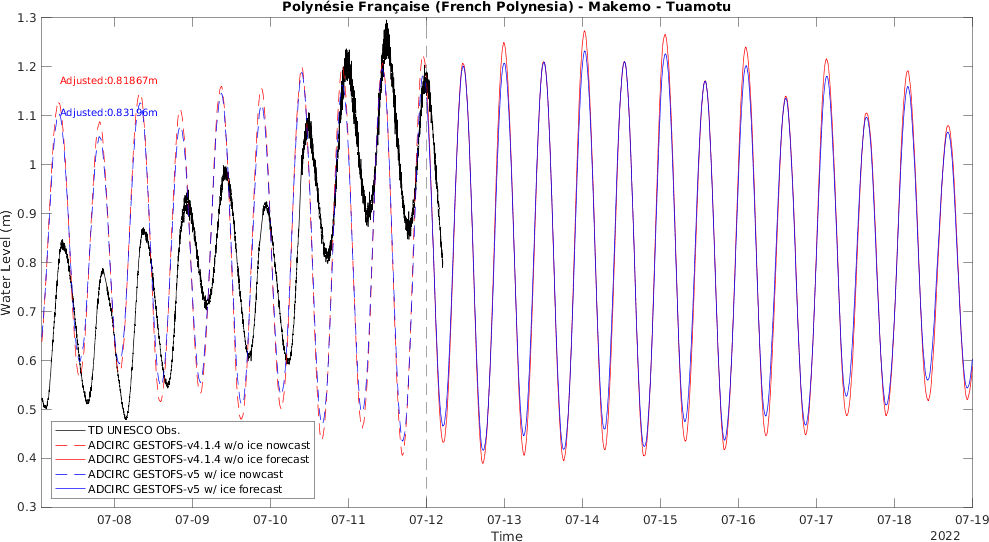 Polynésie Française (French Polynesia) - Makemo - Tuamotu
1.3
1.2
1.1
1
0.9
0.8
0.7
0.6
0.5
0.4
0.3
Water Level (m)
Adjusted:0.81867m
Adjusted:0.83196m
TD UNESCO Obs.
ADCIRC GESTOFS-v4.1.4 w/o ice nowcast
ADCIRC GESTOFS-v4.1.4 w/o ice forecast
ADCIRC GESTOFS-v5 w/ ice nowcast
ADCIRC GESTOFS-v5 w/ ice forecast
07-08 07-09 07-10 07-11 07-12 07-13 07-14 07-15 07-16 07-17 07-18 07-19
Time
2022